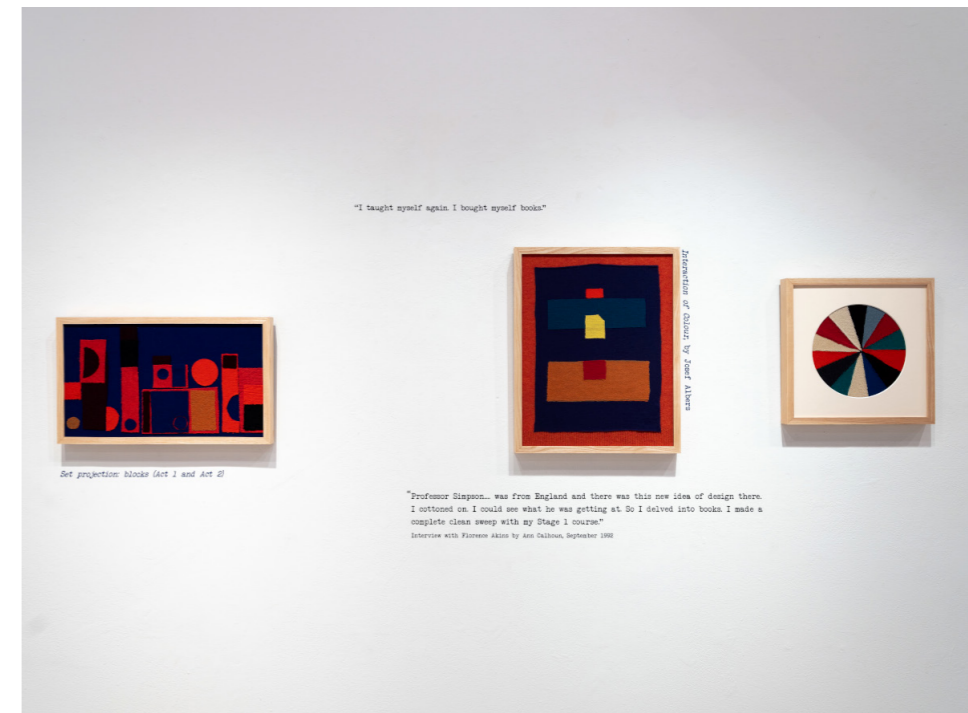 “I taught myself again. I bought myself books.”
Interaction of Colour, by Josef Albers
Set projection: blocks (Act 1 and Act 2)
“Professor Simpson... was from England and there was this new idea of design there.
I cottoned on. I could see what he was getting at. So I delved into books. I made a
complete clean sweep with my Stage 1 course.”
Interview with Florence Akins by Ann Calhoun, September 1992